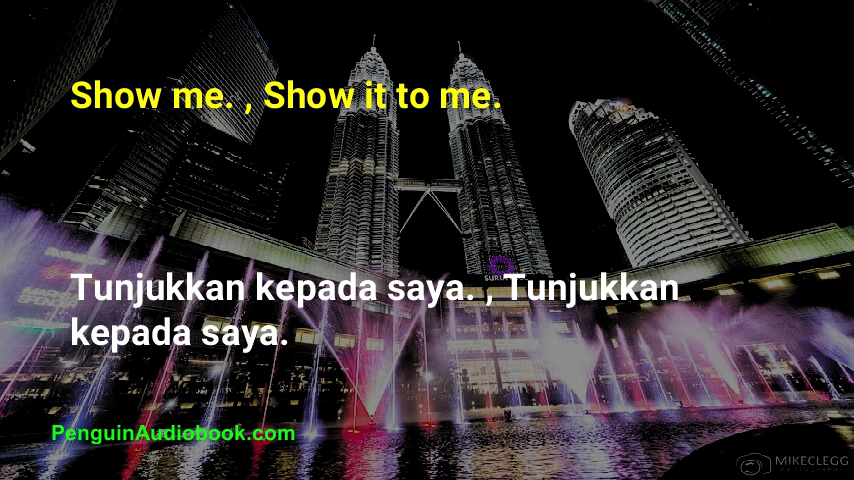 Show me. , Show it to me.
Tunjukkan kepada saya. , Tunjukkan
kepada saya.
PenguinAudiobook.com
MIKECLEGG